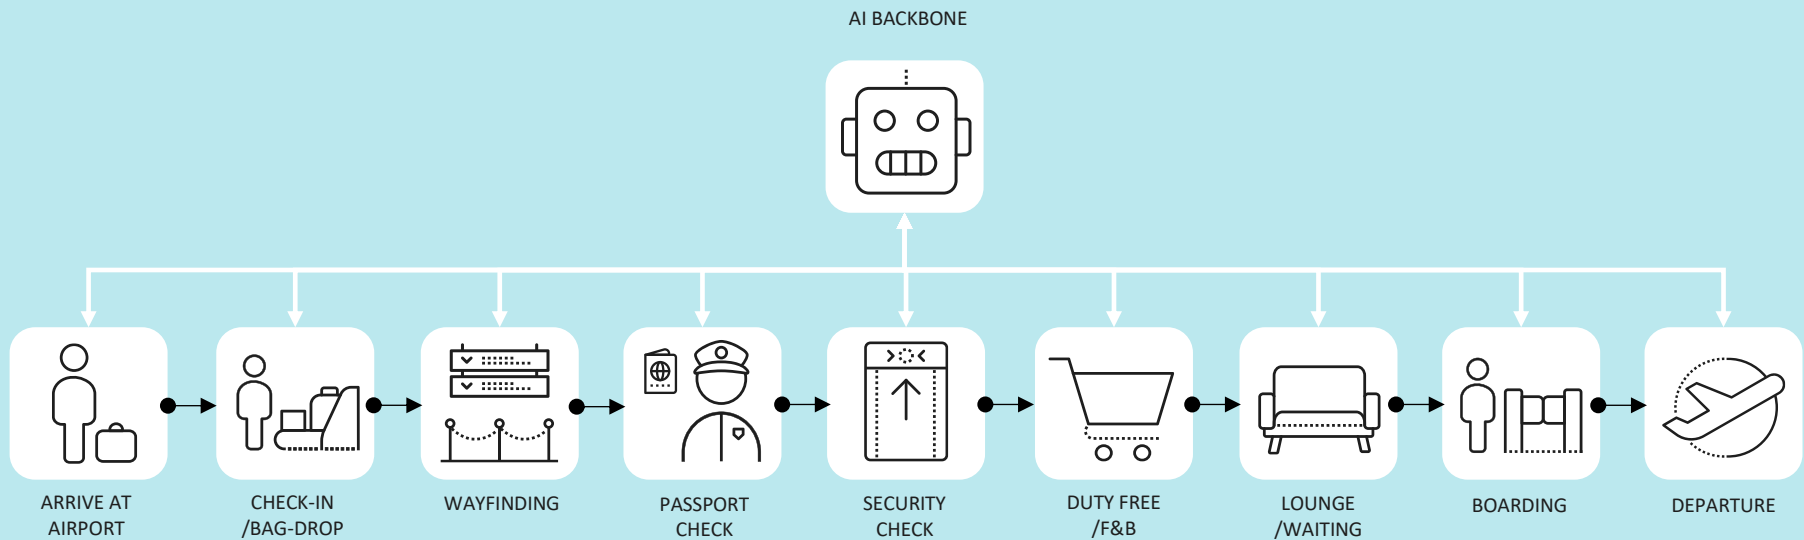 AI BACKBONE
ARRIVE AT
AIRPORT
CHECK-IN
/BAG-DROP
WAYFINDING
PASSPORT
CHECK
SECURITY
CHECK
DUTY FREE
/F&B
LOUNGE
/WAITING
BOARDING
DEPARTURE